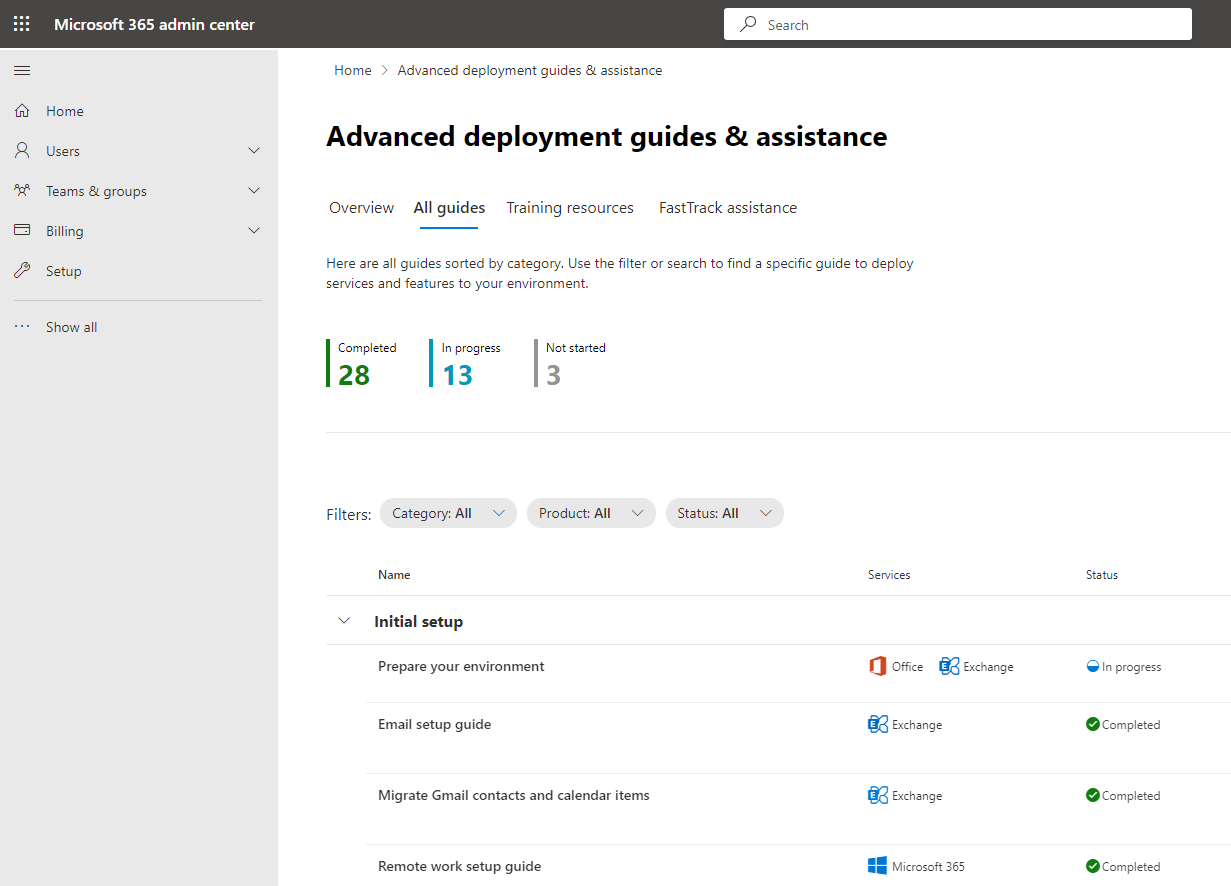 Microsoft 365 admin center
Search
Home
Users
Teams & groups
Billing
Setup
Show all
Home > Advanced deployment guides & assistance
Advanced deployment guides & assistance
Overview All guides Training resources FastTrack assistance
Here are all guides sorted by category. Use the filter or search to find a specific guide to deploy
services and features to your environment.
Completed In progress Not started
28 13 3
Filters: Category: All Product: All Status: All
Name Services Status
Initial setup
Prepare your environment Office Exchange In progress
Email setup guide Exchange Completed
Migrate Gmail contacts and calendar items Exchange Completed
Remote work setup guide Microsoft 365 Completed